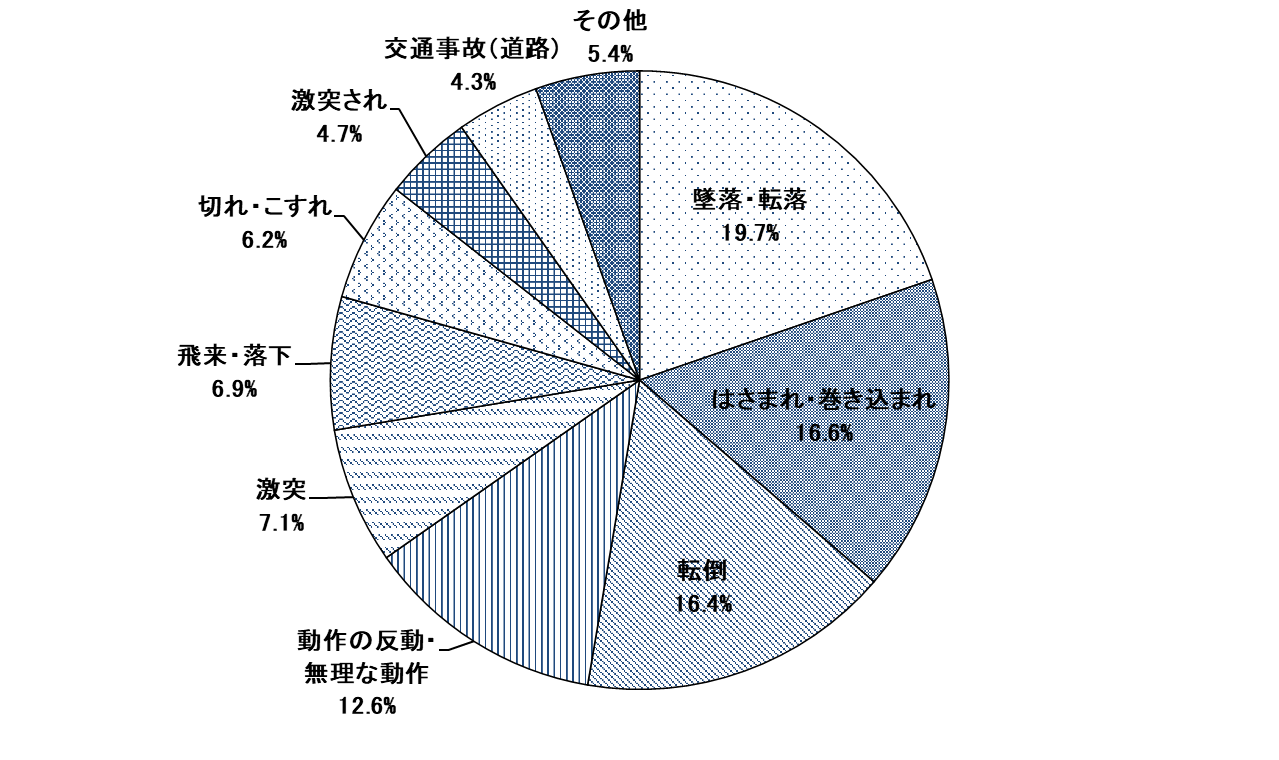 その他
5.4%
交通事故(道路)
4.3%
激突され
4.7%
切れ・こすれ
6.2%
飛来・落下
6.9%
激突
7.1%
動作の反動・
無理な動作
12.6%
転倒
16.4%
はさまれ・巻き込まれ
16.6%
墜落・転落
19.7%